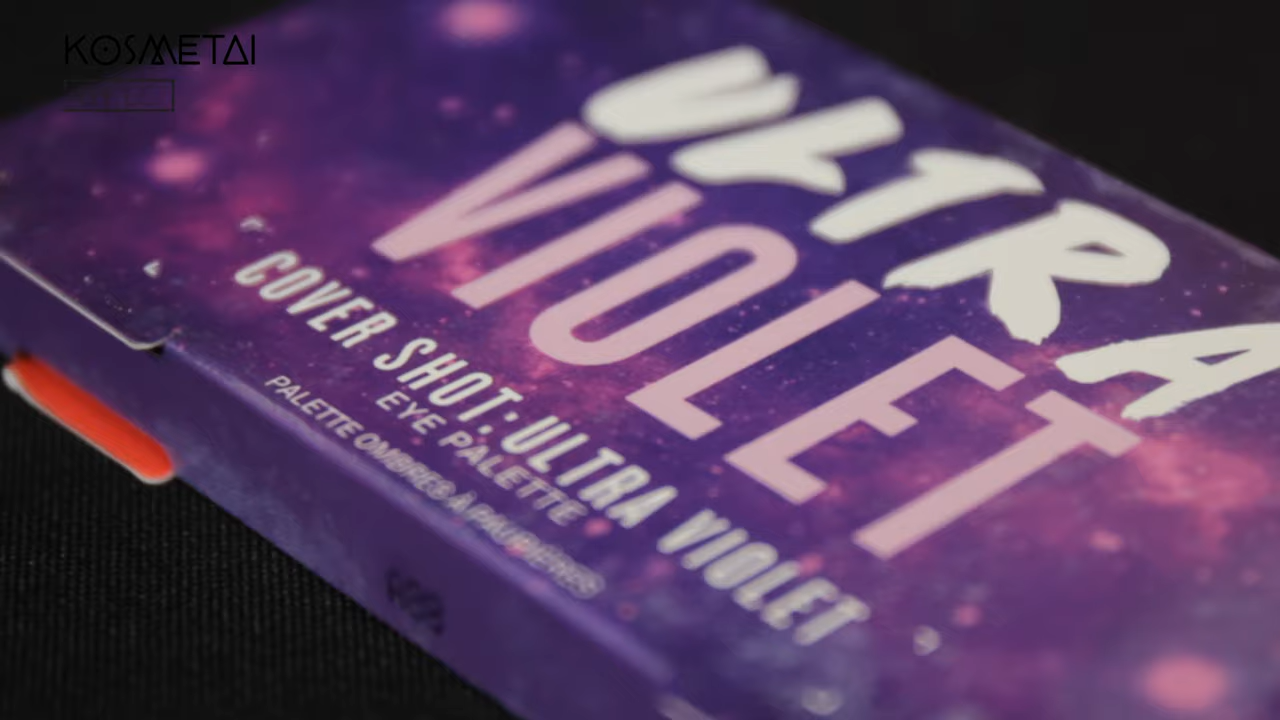 KOSMETAI
ULTRA
VIOLET
COVER SHOT: ULTRA VIOLET
EYE PALETTE
PALETTE OMBRES À PAUPIÈRES